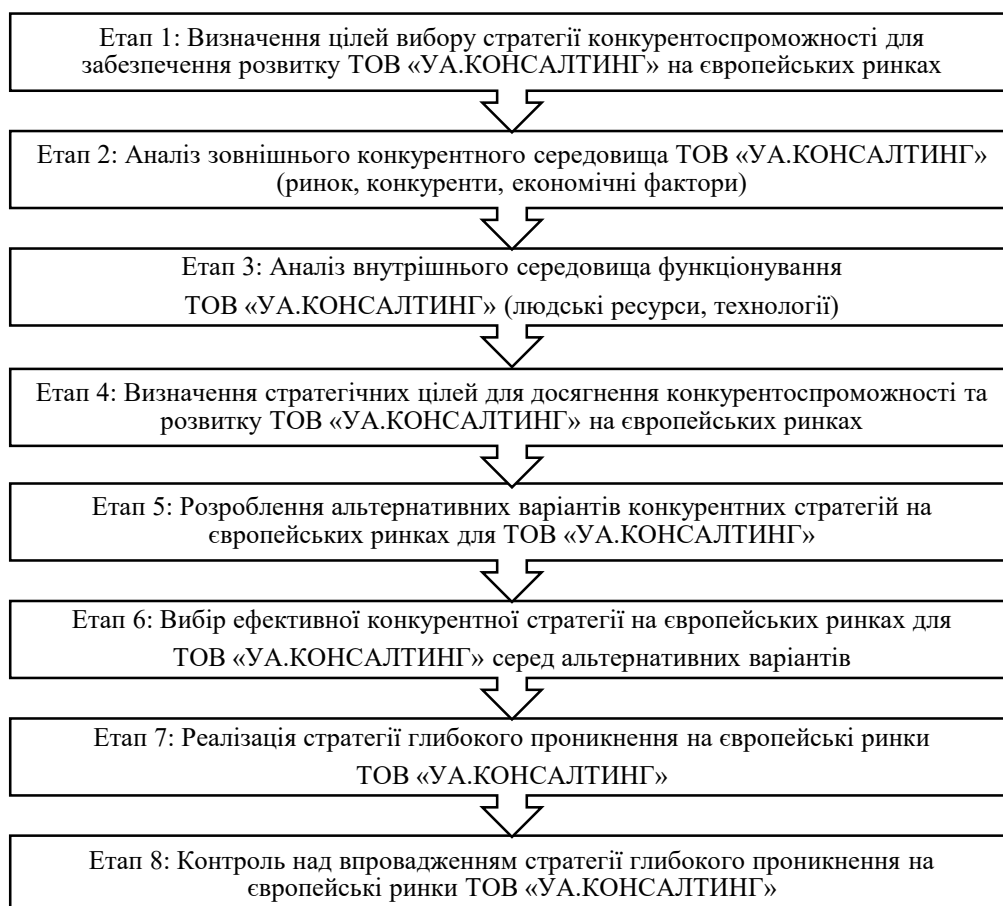 Етап 1: Визначення цілей вибору стратегії конкурентоспроможності для
забезпечення розвитку ТОВ «УА.КОНСАЛТИНГ» на європейських ринках
Етап 2: Аналіз зовнішнього конкурентного середовища ТОВ «УА.КОНСАЛТИНГ»
(ринок, конкуренти, економічні фактори)
Етап 3: Аналіз внутрішнього середовища функціонування
ТОВ «УА.КОНСАЛТИНГ» (людські ресурси, технології)
Етап 4: Визначення стратегічних цілей для досягнення конкурентоспроможності та
розвитку ТОВ «УА.КОНСАЛТИНГ» на європейських ринках
Етап 5: Розроблення альтернативних варіантів конкурентних стратегій на
європейських ринках для ТОВ «УА.КОНСАЛТИНГ»
Етап 6: Вибір ефективної конкурентної стратегії на європейських ринках для
ТОВ «УА.КОНСАЛТИНГ» серед альтернативних варіантів
Етап 7: Реалізація стратегії глибокого проникнення на європейські ринки
ТОВ «УА.КОНСАЛТИНГ»
Етап 8: Контроль над впровадженням стратегії глибокого проникнення на
європейські ринки ТОВ «УА.КОНСАЛТИНГ»